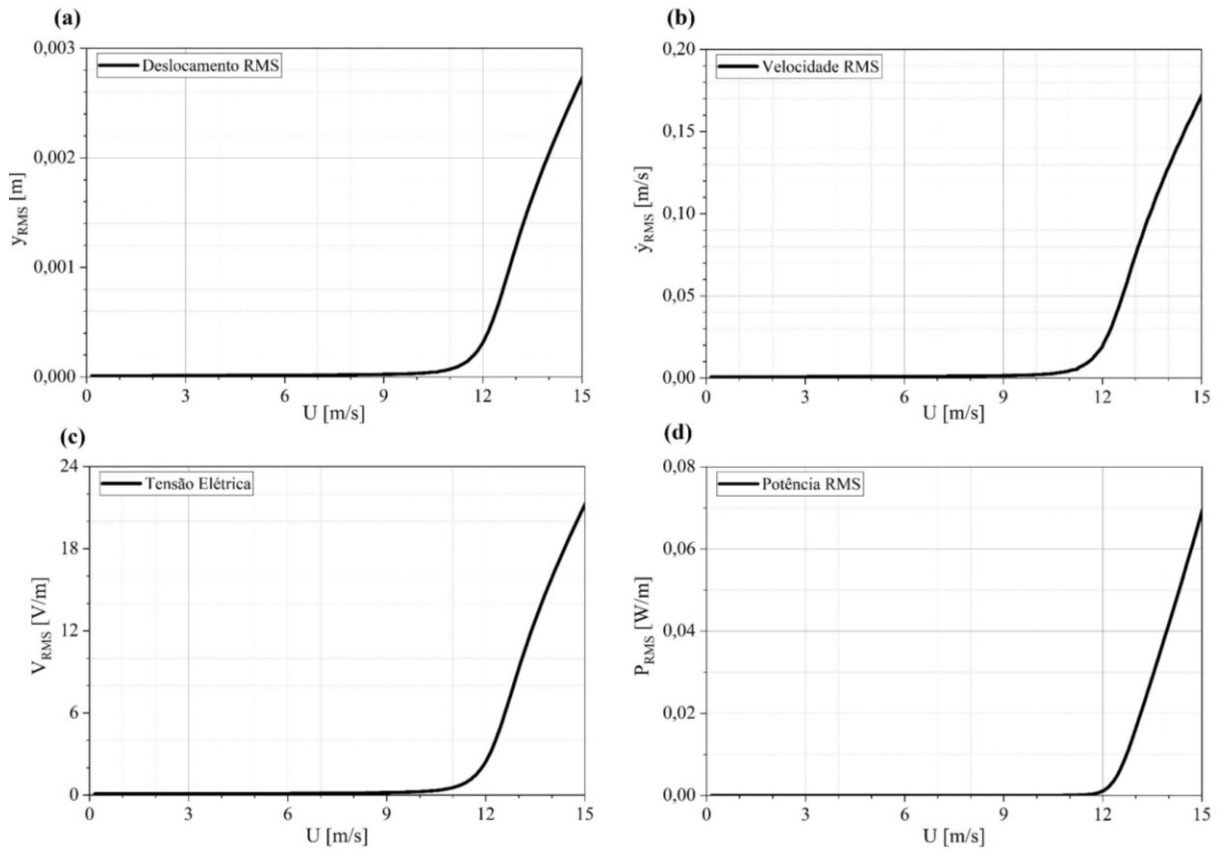 (a)
Deslocamento RMS
0,003
0,002
0,001
0,000
y_RMS [m]
0 3 6 9 12 15
U [m/s]
(b)
Velocidade RMS
0,20
0,15
0,10
0,05
0,00
ẏ_RMS [m/s]
0 3 6 9 12 15
U [m/s]
(c)
Tensão Elétrica
24
18
12
6
0
V_RMS [V/m]
0 3 6 9 12 15
U [m/s]
(d)
Potência RMS
0,08
0,06
0,04
0,02
0,00
P_RMS [W/m]
0 3 6 9 12 15
U [m/s]